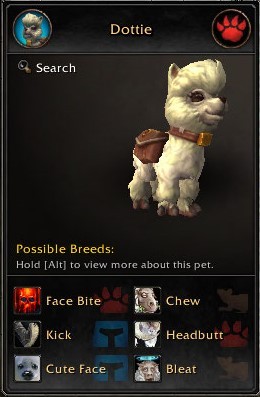 Dottie
Search
Possible Breeds:
Hold [Alt] to view more about this pet.
Face Bite
Chew
Kick
Headbutt
Cute Face
Bleat